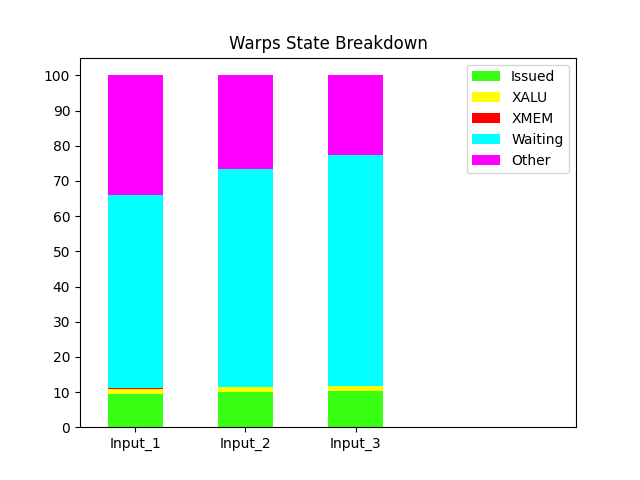 Warps State Breakdown
100
90
80
70
60
50
40
30
20
10
0
Input_1 Input_2 Input_3
Issued
XALU
XMEM
Waiting
Other